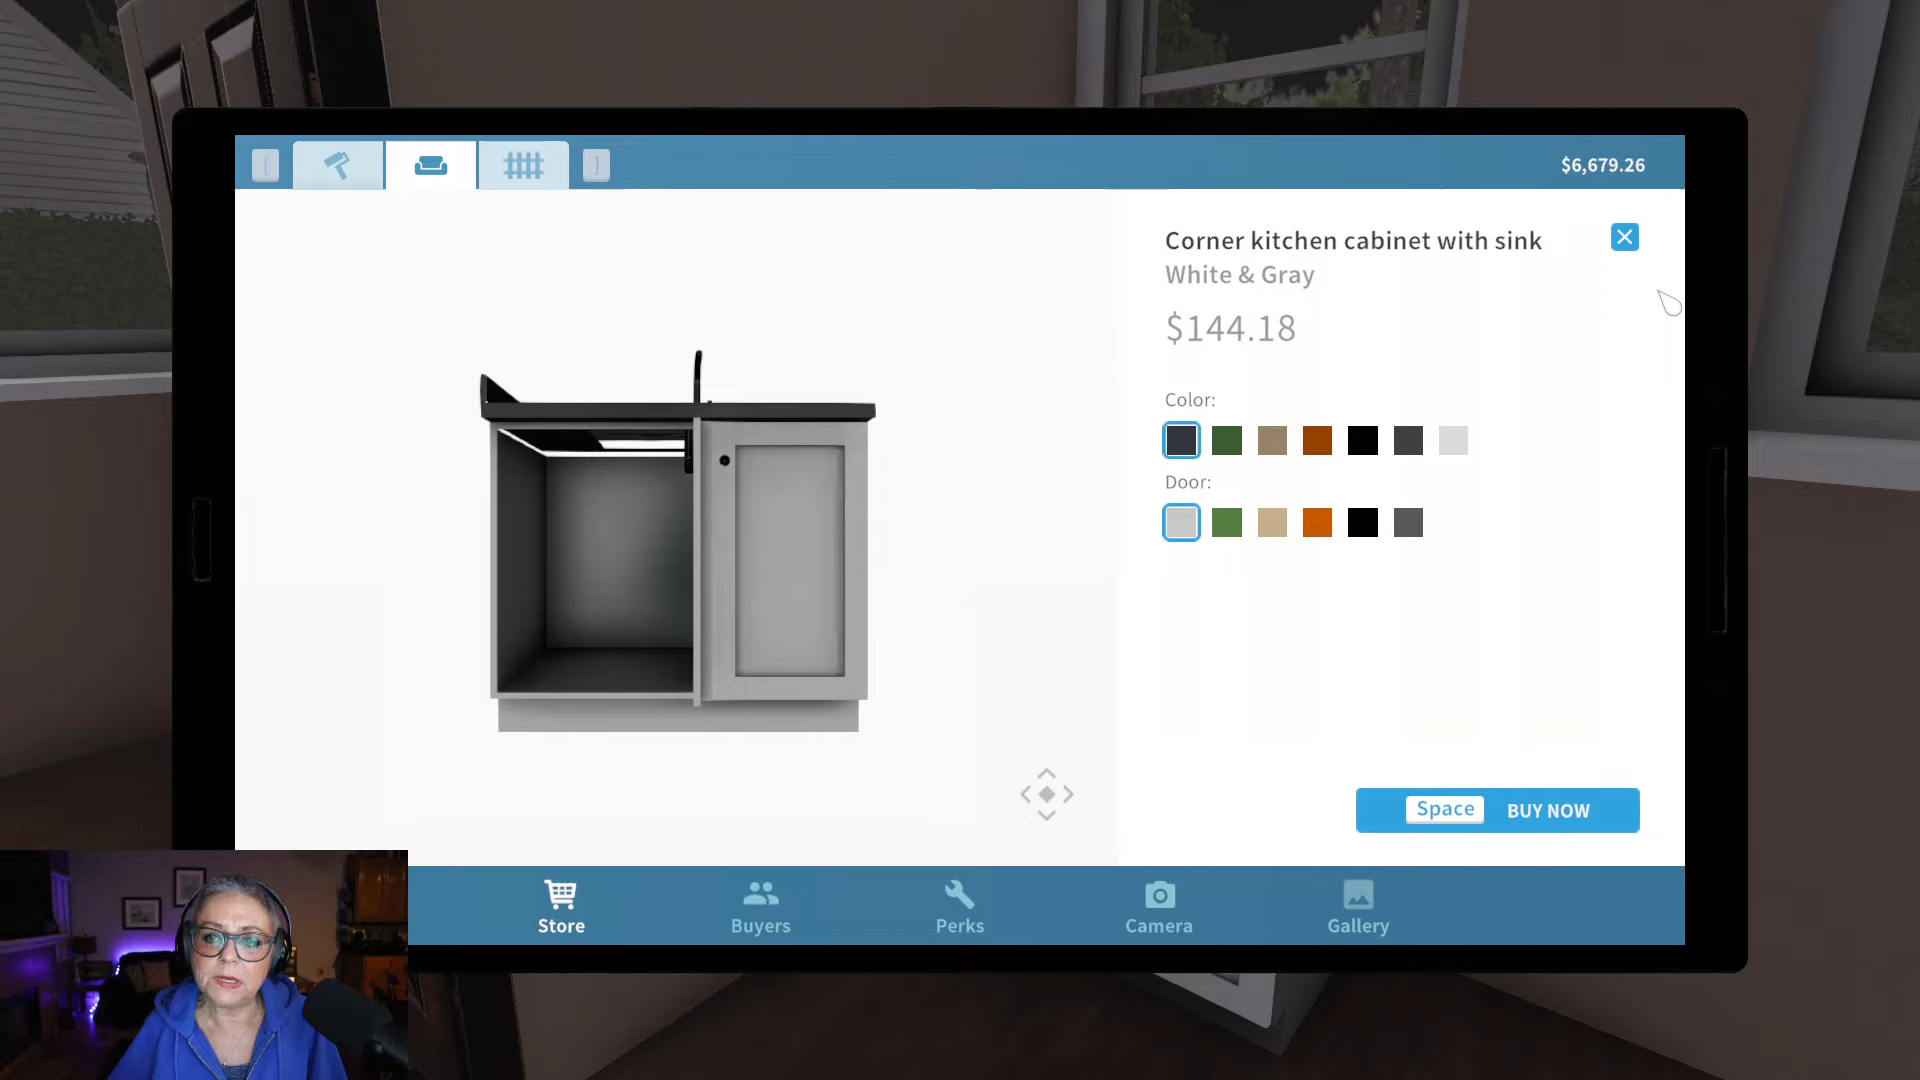 [
]
$6,679.26
Corner kitchen cabinet with sink
White & Gray
$144.18
Color:
Door:
Space BUY NOW
Store
Buyers
Perks
Camera
Gallery